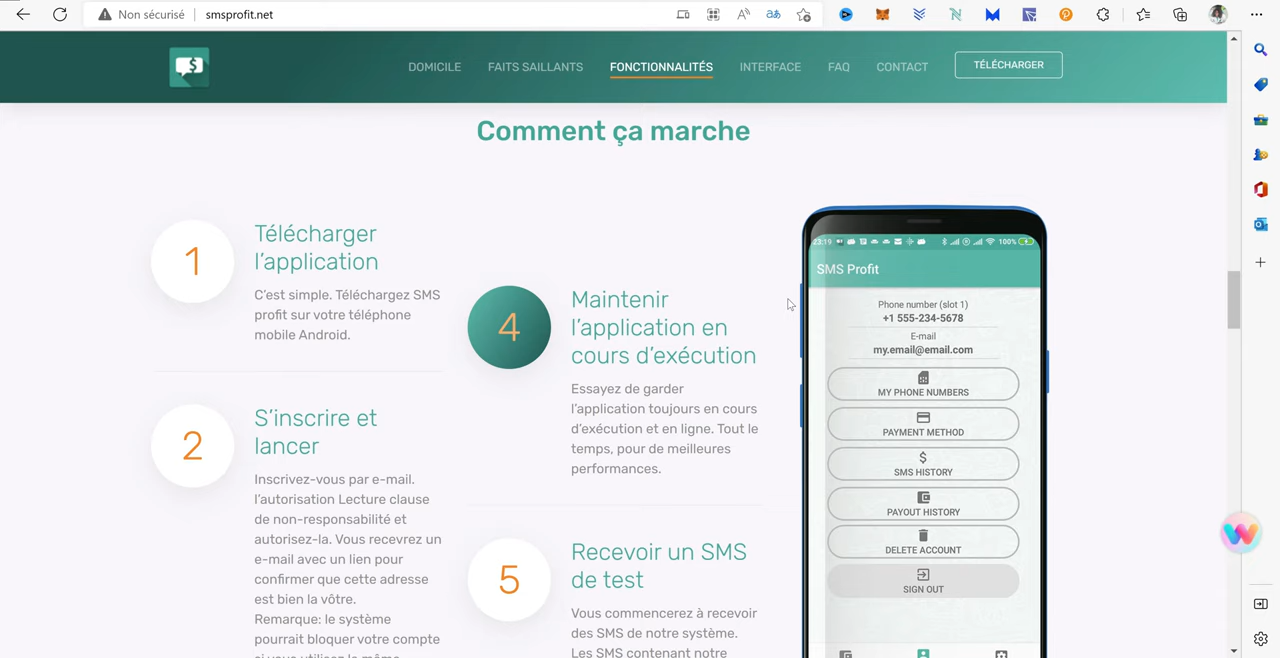 Non sécurisé
smsprofit.net
DOMICILE
FAITS SAILLANTS
FONCTIONNALITÉS
INTERFACE
FAQ
CONTACT
TÉLÉCHARGER
Comment ça marche
1
Télécharger
l’application
C’est simple. Téléchargez SMS
profit sur votre téléphone
mobile Android.
2
S’inscrire et
lancer
Inscrivez-vous par e-mail.
l’autorisation Lecture clause
de non-responsabilité et
autorisez-la. Vous recevrez un
e-mail avec un lien pour
confirmer que cette adresse
est bien la vôtre.
Remarque: le système
pourrait bloquer votre compte
si vous utilisez le même
4
Maintenir
l’application en
cours d’exécution
Essayez de garder
l’application toujours en cours
d’exécution et en ligne. Tout le
temps, pour de meilleures
performances.
5
Recevoir un SMS
de test
Vous commencerez à recevoir
des SMS de notre système.
Les SMS contenant notre
23:19
100%
SMS Profit
Phone number (slot 1)
+1 555-234-5678
E-mail
my.email@email.com
MY PHONE NUMBERS
PAYMENT METHOD
SMS HISTORY
PAYOUT HISTORY
DELETE ACCOUNT
SIGN OUT